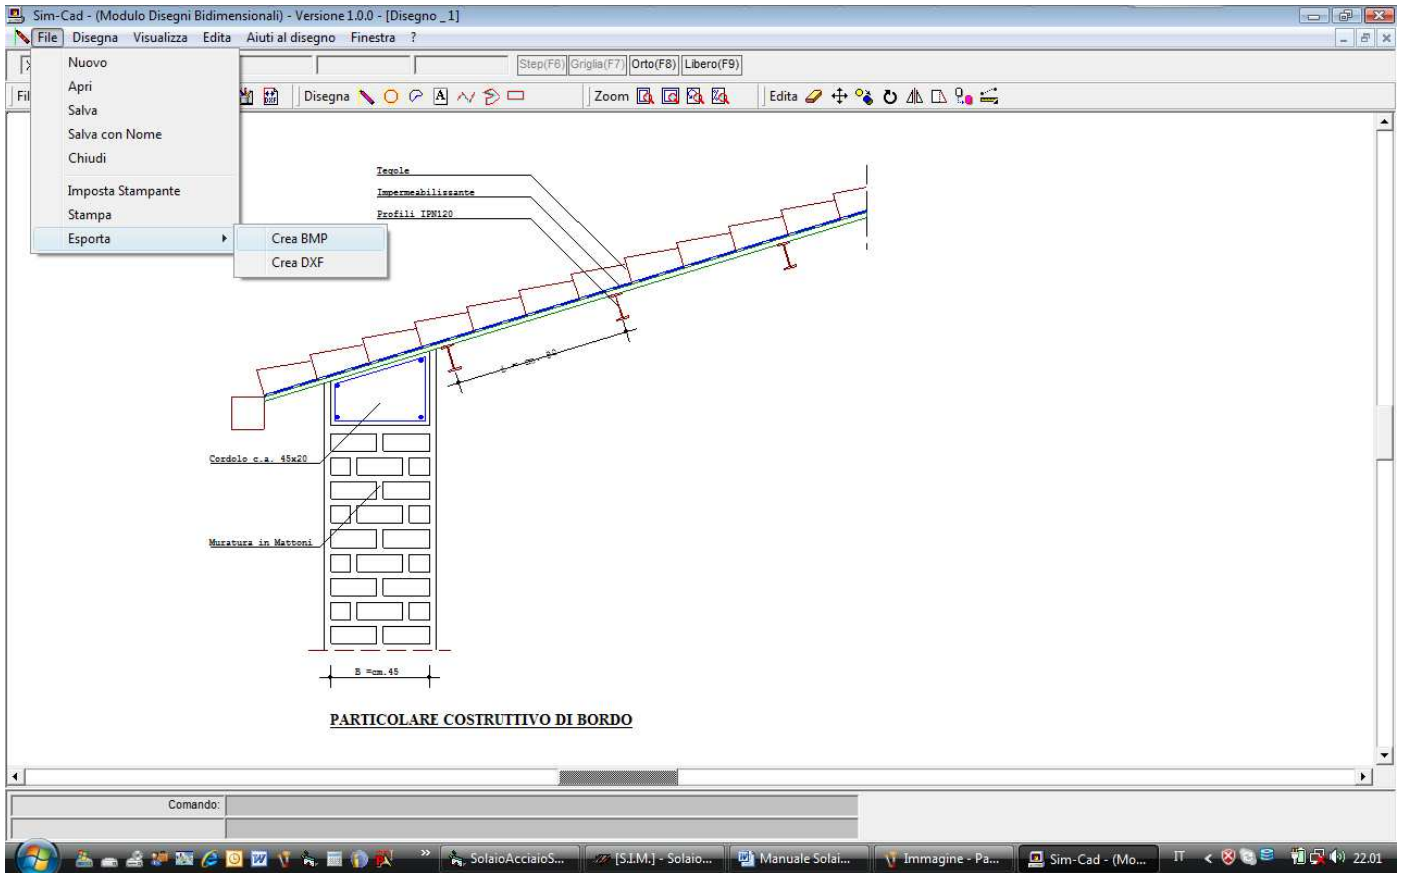 Sim-Cad - (Modulo Disegni Bidimensionali) - Versione 1.0.0 - [Disegno _ 1]
File Disegna Visualizza Edita Aiuti al disegno Finestra ?
Step(F6) Griglia(F7) Orto(F8) Libero(F9)
Fil Disegna A Zoom Edita
Nuovo
Apri
Salva
Salva con Nome
Chiudi
Imposta Stampante
Stampa
Esporta
Crea BMP
Crea DXF
Tegole
Impermeabilizzante
Profili IPN120
Cordolo c.a. 45x20
Muratura in Mattoni
B =cm.45
PARTICOLARE COSTRUTTIVO DI BORDO
Comando:
SolaioAcciaioS... [S.I.M.] - Solaio... Manuale Solai... Immagine - Pa... Sim-Cad - (Mo... IT 22.01